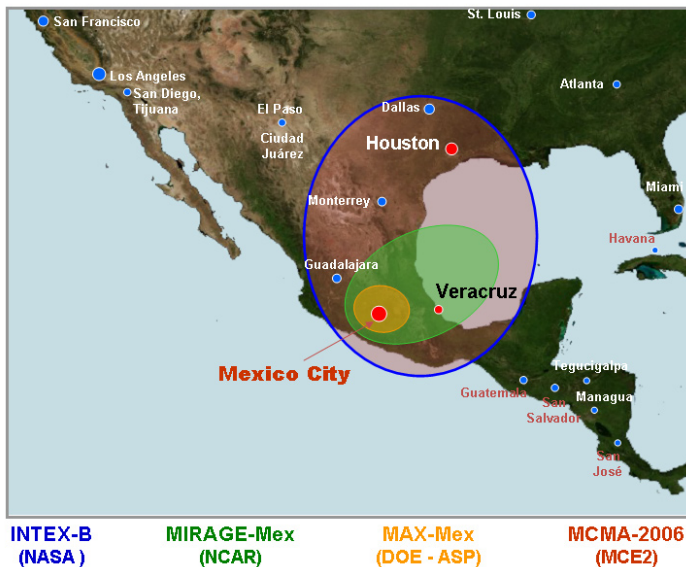 St. Louis
San Francisco
Los Angeles
San Diego,
Tijuana
Atlanta
El Paso
Ciudad
Juárez
Dallas
Houston
Monterrey
Miami
Havana
Guadalajara
Veracruz
Mexico City
Guatemala
Tegucigalpa
San
Salvador
Managua
San
José
INTEX-B
(NASA )
MIRAGE-Mex
(NCAR)
MAX-Mex
(DOE - ASP)
MCMA-2006
(MCE2)